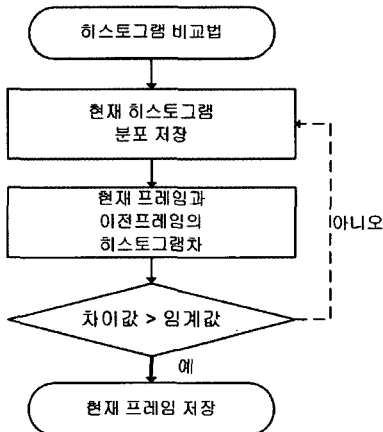 히스토그램 비교법
현재 히스토그램
분포 저장
현재 프레임과
이전프레임의
히스토그램차
아니오
차이값 > 임계값
예
현재 프레임 저장